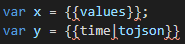 var x = {{values}};
var y = {{time|tojson}}